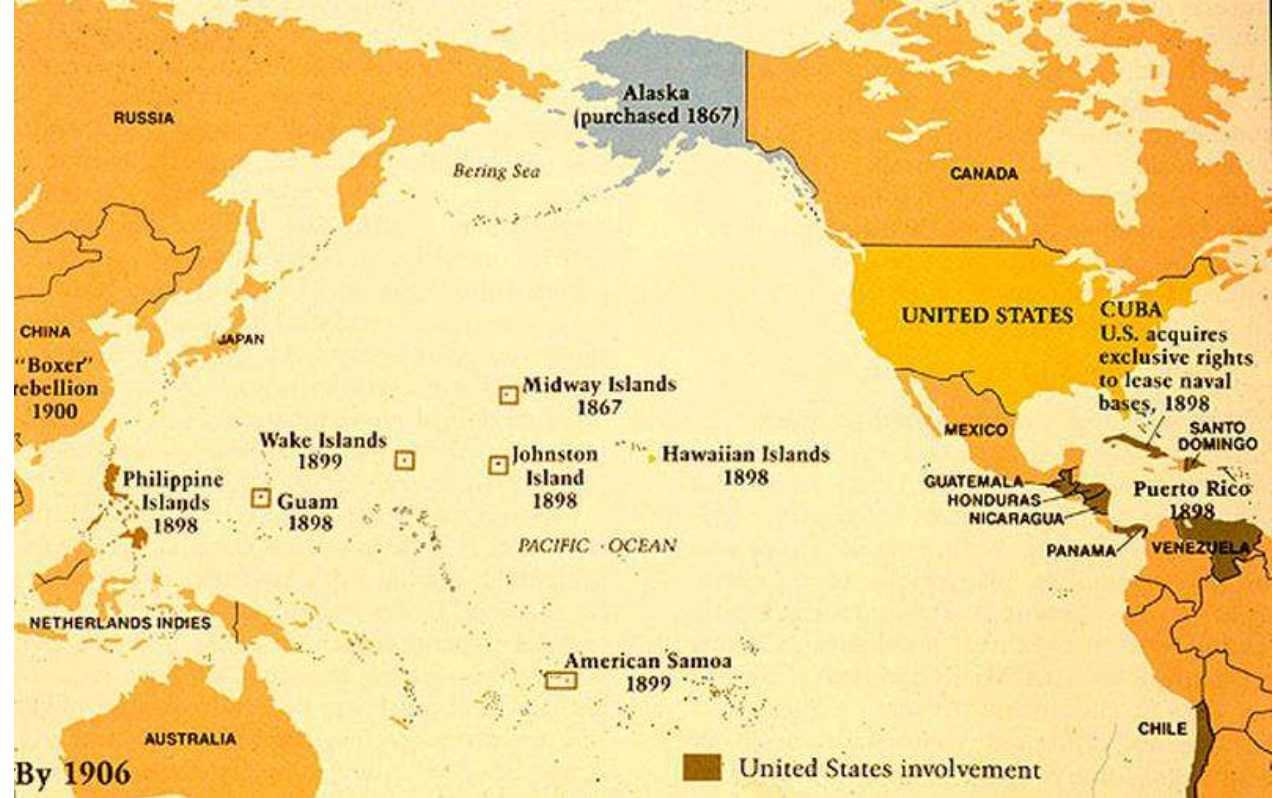 Alaska
(purchased 1867)
RUSSIA
Bering Sea
CANADA
UNITED STATES
CUBA
U.S. acquires
exclusive rights
to lease naval
bases, 1898
CHINA
"Boxer"
rebellion
1900
JAPAN
Midway Islands
1867
MEXICO
SANTO
DOMINGO
Wake Islands
1899
Johnston
Island
1898
Hawaiian Islands
1898
Philippine
Islands
1898
Guam
1898
GUATEMALA
HONDURAS
NICARAGUA
Puerto Rico
1898
PACIFIC OCEAN
PANAMA
VENEZUELA
NETHERLANDS INDIES
American Samoa
1899
AUSTRALIA
CHILE
By 1906
United States involvement